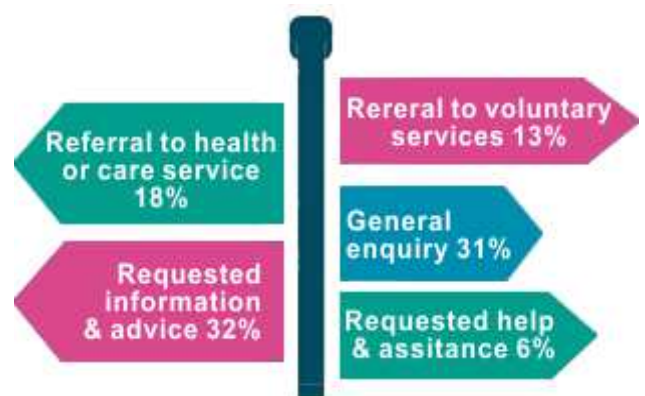 Referral to health
or care service
18%
Requested
information
& advice 32%
Rereral to voluntary
services 13%
General
enquiry 31%
Requested help
& assitance 6%